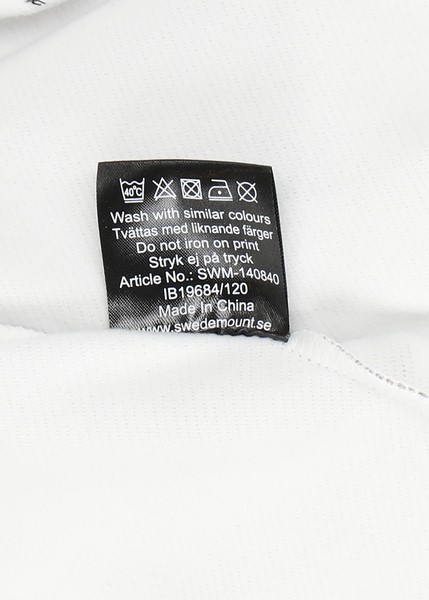 40°C
Wash with similar colours
Tvättas med liknande färger
Do not iron on print
Stryk ej på tryck
Article No.: SWM-140840
IB19684/120
Made In China
www.swedemount.se